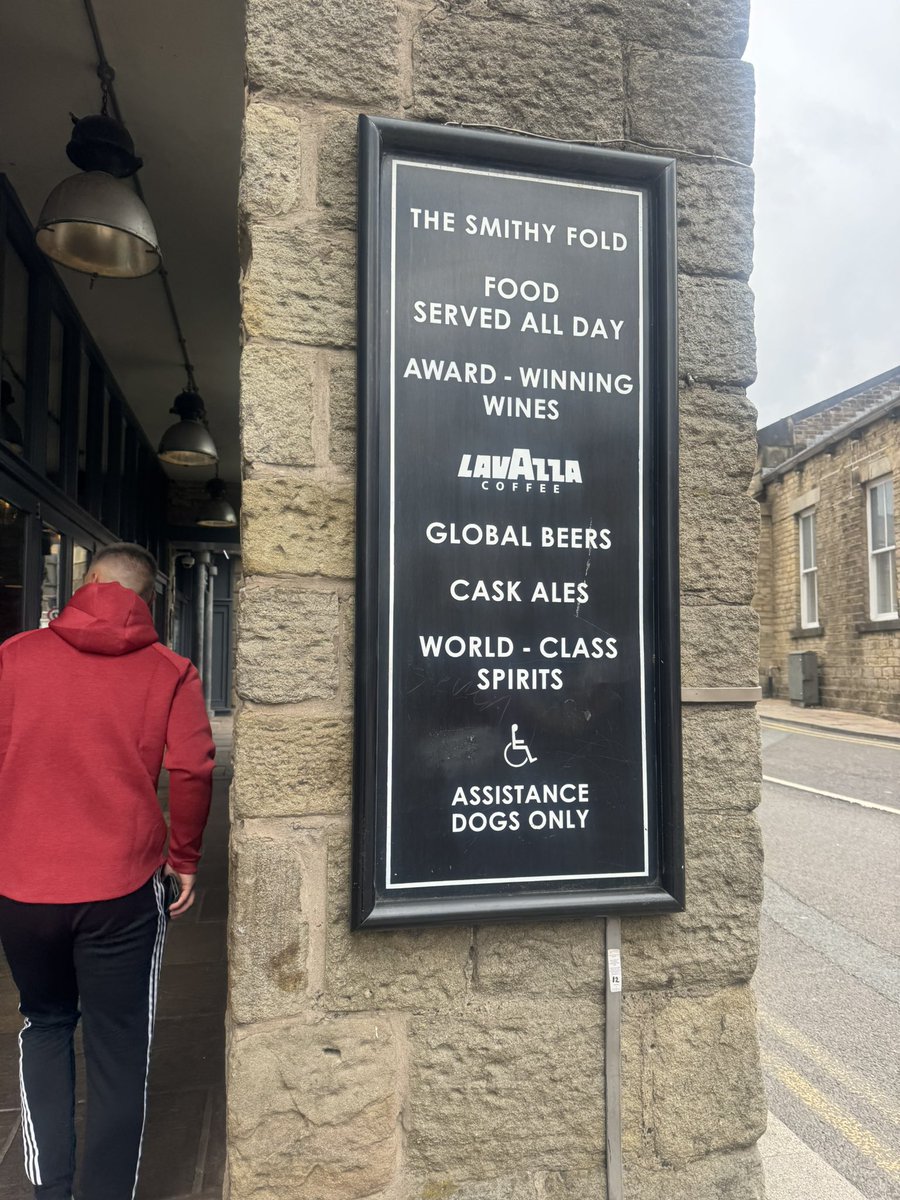 THE SMITHY FOLD
FOOD
SERVED ALL DAY
AWARD - WINNING
WINES
LAVAZZA
COFFEE
GLOBAL BEERS
CASK ALES
WORLD - CLASS
SPIRITS
ASSISTANCE
DOGS ONLY
12